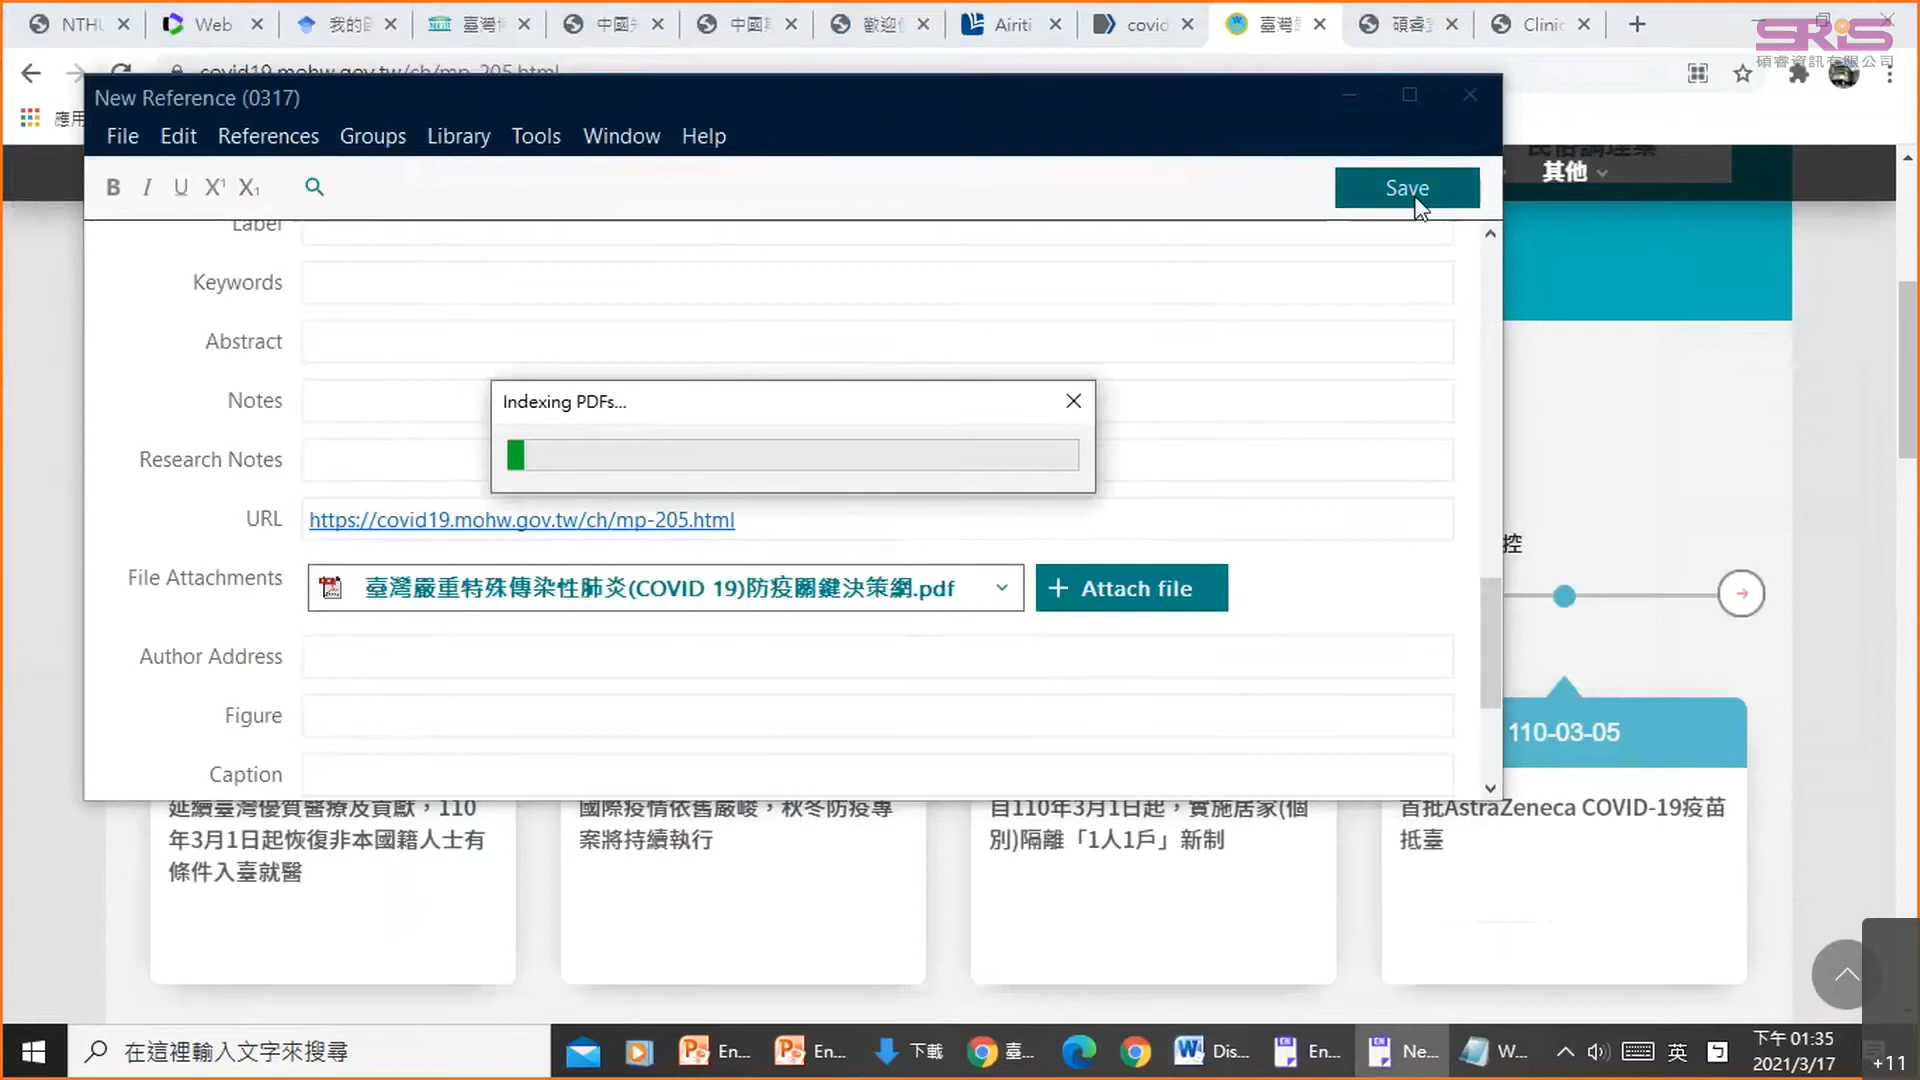 NTHU
Web
臺灣
中國
中國
歡迎
Airiti
covid
臺灣
碩睿
Clinic
SRIS
碩睿資訊有限公司
covid19.mohw.gov.tw/ch/mp-205.html
應用
New Reference (0317)
File Edit References Groups Library Tools Window Help
其他
B I U X¹ X₁
Save
Label
Keywords
Abstract
Notes
Indexing PDFs...
Research Notes
URL https://covid19.mohw.gov.tw/ch/mp-205.html
控
File Attachments 臺灣嚴重特殊傳染性肺炎(COVID 19)防疫關鍵決策網.pdf + Attach file
Author Address
Figure
110-03-05
Caption
延續臺灣優質醫療及貢獻，110
年3月1日起恢復非本國籍人士有
條件入臺就醫
國際疫情依舊嚴峻，秋冬防疫專
案將持續執行
自110年3月1日起，實施居家(個
別)隔離「1人1戶」新制
首批AstraZeneca COVID-19疫苗
抵臺
在這裡輸入文字來搜尋
En...
En...
下載
臺...
Dis...
En...
Ne...
W...
英
下午 01:35
2021/3/17
+11